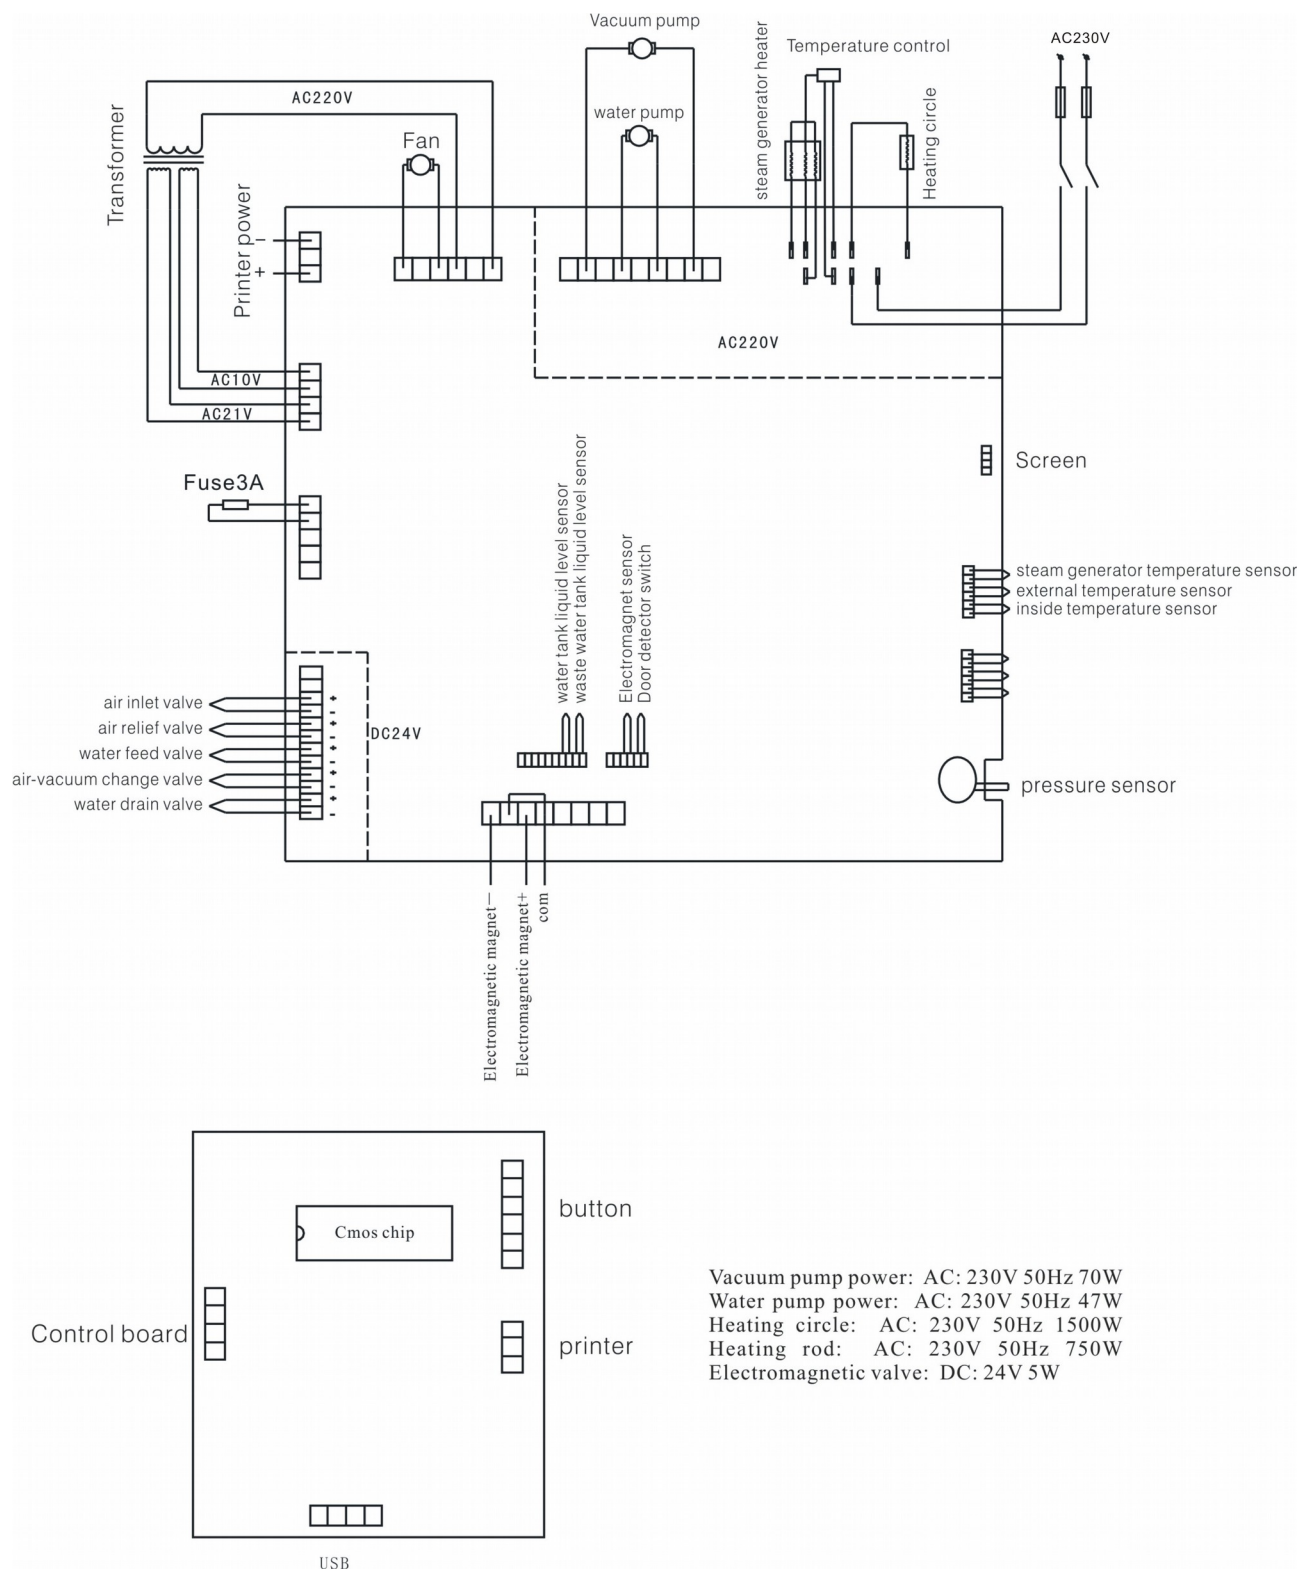 Vacuum pump
AC230V
Temperature control
steam generator heater
AC220V
water pump
Fan
Heating circle
Transformer
Printer power
－
+
AC220V
AC10V
AC21V
Screen
Fuse3A
water tank liquid level sensor
waste water tank liquid level sensor
Electromagnet sensor
Door detector switch
steam generator temperature sensor
external temperature sensor
inside temperature sensor
air inlet valve
+
-
air relief valve
+
-
DC24V
water feed valve
+
-
air-vacuum change valve
+
-
water drain valve
+
-
pressure sensor
Electromagnetic magnet－
Electromagnetic magnet+
com
button
Cmos chip
Control board
printer
USB
Vacuum pump power: AC: 230V 50Hz 70W
Water pump power: AC: 230V 50Hz 47W
Heating circle: AC: 230V 50Hz 1500W
Heating rod: AC: 230V 50Hz 750W
Electromagnetic valve: DC: 24V 5W